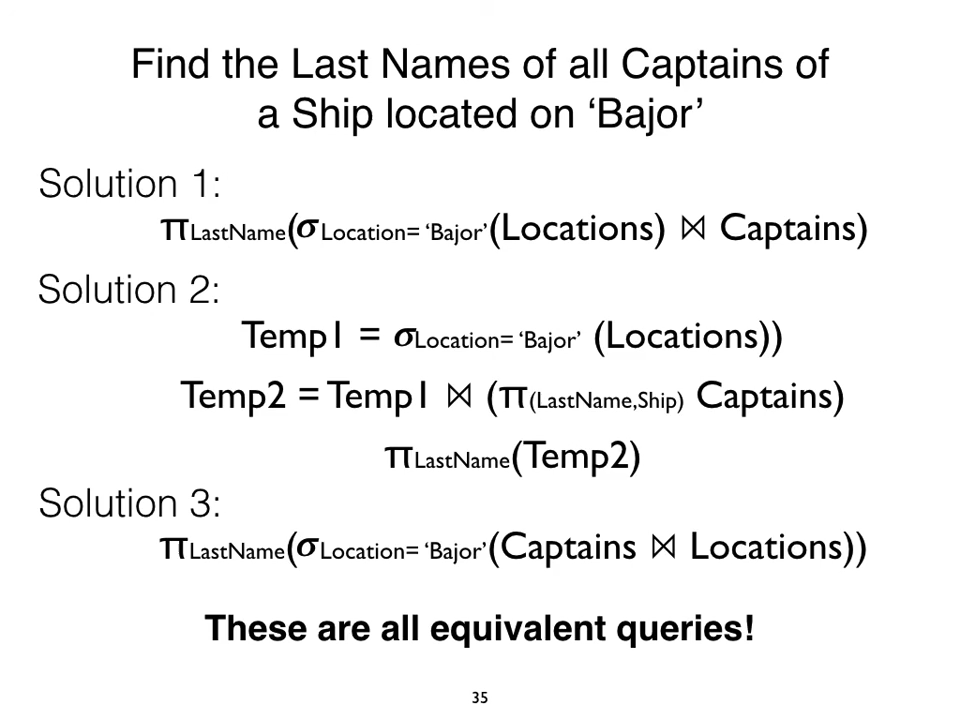 Find the Last Names of all Captains of
a Ship located on ‘Bajor’
Solution 1:
πLastName(σLocation= ‘Bajor’(Locations) ⋈ Captains)
Solution 2:
Temp1 = σLocation= ‘Bajor’ (Locations))
Temp2 = Temp1 ⋈ (π(LastName,Ship) Captains)
πLastName(Temp2)
Solution 3:
πLastName(σLocation= ‘Bajor’(Captains ⋈ Locations))
These are all equivalent queries!
35